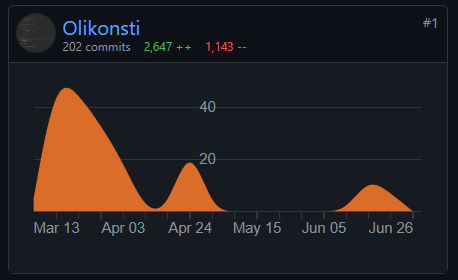 Olikonsti
#1
202 commits 2,647 ++ 1,143 --
40
20
Mar 13 Apr 03 Apr 24 May 15 Jun 05 Jun 26